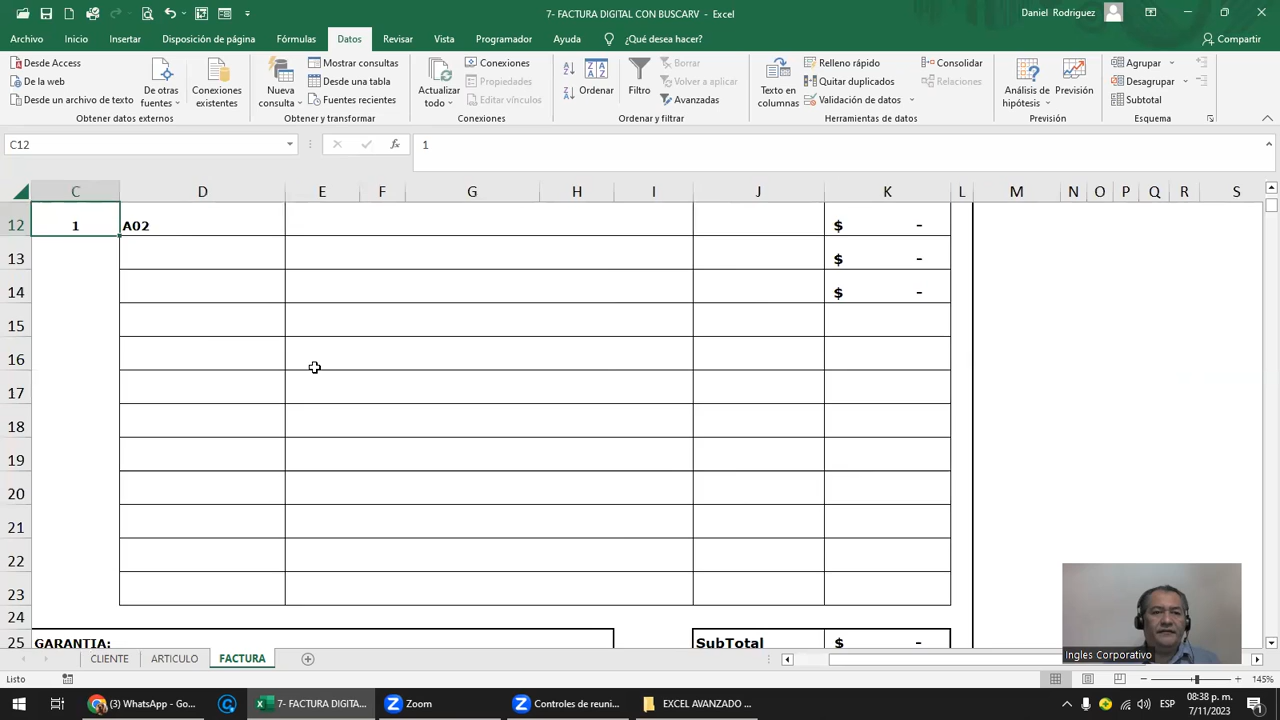 7- FACTURA DIGITAL CON BUSCARV - Excel
Daniel Rodriguez
Archivo Inicio Insertar Disposición de página Fórmulas Datos Revisar Vista Programador Ayuda ¿Qué desea hacer? Compartir
Desde Access
De la web
Desde un archivo de texto
De otras fuentes
Conexiones existentes
Obtener datos externos
Nueva consulta
Mostrar consultas
Desde una tabla
Fuentes recientes
Obtener y transformar
Actualizar todo
Conexiones
Propiedades
Editar vínculos
Conexiones
Ordenar
Filtro
Borrar
Volver a aplicar
Avanzadas
Ordenar y filtrar
Texto en columnas
Relleno rápido
Quitar duplicados
Validación de datos
Consolidar
Relaciones
Herramientas de datos
Análisis de hipótesis
Previsión
Previsión
Agrupar
Desagrupar
Subtotal
Esquema
C12 fx 1
C D E F G H I J K L M N O P Q R S
12 1 A02 $ -
13 $ -
14 $ -
15
16
17
18
19
20
21
22
23
24
25 GARANTIA: SubTotal $ -
Ingles Corporativo
CLIENTE ARTICULO FACTURA
Listo 145%
(3) WhatsApp - Go...
7- FACTURA DIGITA...
Zoom
Controles de reuni...
EXCEL AVANZADO ...
ESP
08:38 p. m.
7/11/2023